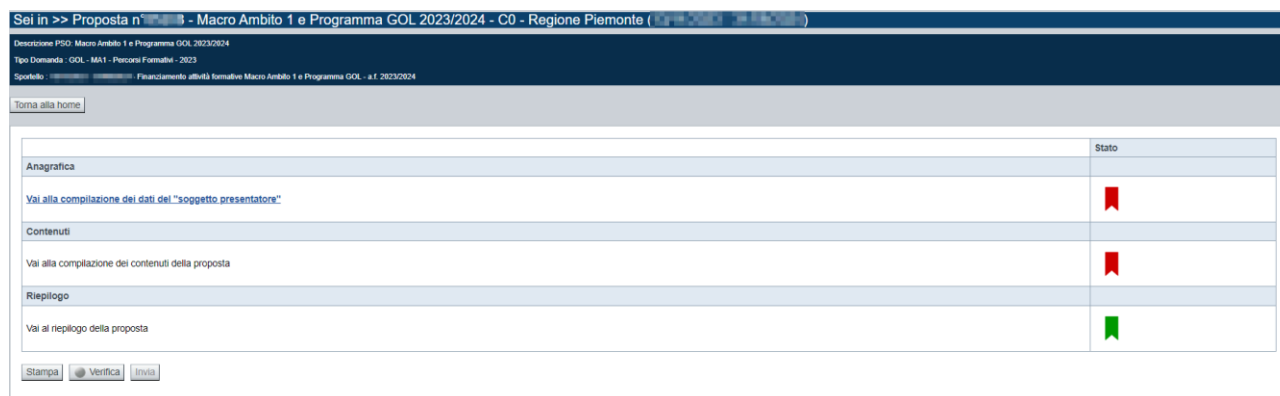 Sei in >> Proposta n° - Macro Ambito 1 e Programma GOL 2023/2024 - C0 - Regione Piemonte ( )
Descrizione PSO: Macro Ambito 1 e Programma GOL 2023/2024
Tipo Domanda : GOL - MA1 - Percorsi Formativi - 2023
Sportello : - Finanziamento attività formative Macro Ambito 1 e Programma GOL - a.f. 2023/2024
Torna alla home
Stato
Anagrafica
Vai alla compilazione dei dati del "soggetto presentatore"
Contenuti
Vai alla compilazione dei contenuti della proposta
Riepilogo
Vai al riepilogo della proposta
Stampa Verifica Invia